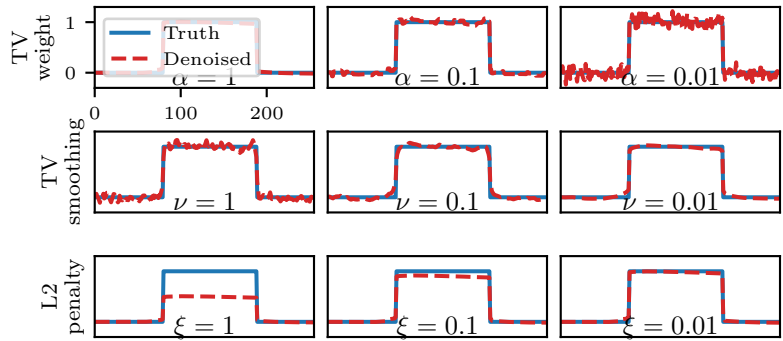 TV weight
1
0
Truth
Denoised
α = 1
α = 0.1
α = 0.01
0 100 200
TV smoothing
ν = 1
ν = 0.1
ν = 0.01
L2 penalty
ξ = 1
ξ = 0.1
ξ = 0.01